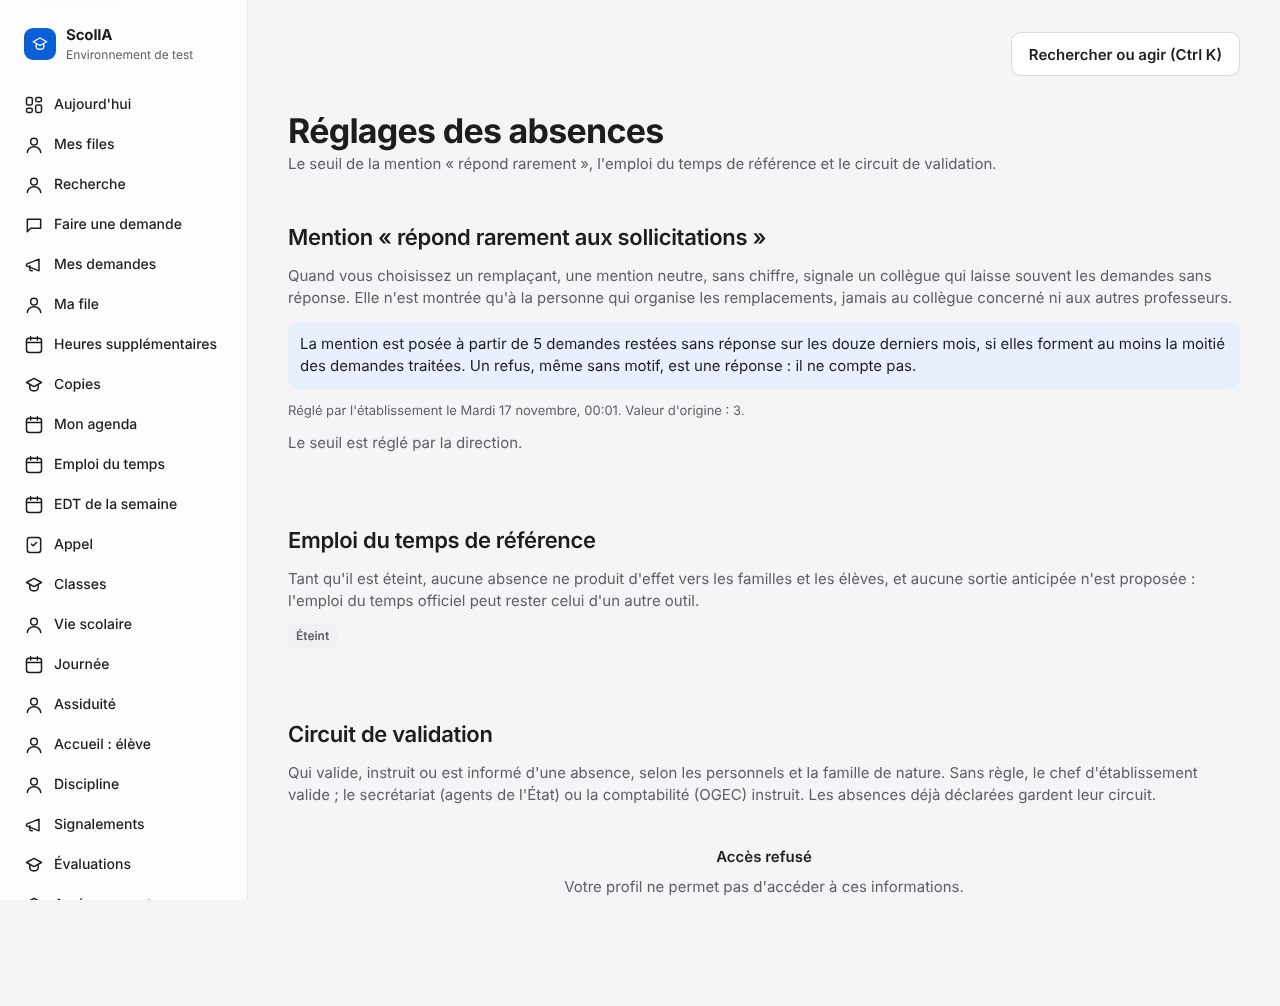 ScolIA
Environnement de test
Aujourd'hui
Mes files
Recherche
Faire une demande
Mes demandes
Ma file
Heures supplémentaires
Copies
Mon agenda
Emploi du temps
EDT de la semaine
Appel
Classes
Vie scolaire
Journée
Assiduité
Accueil : élève
Discipline
Signalements
Évaluations
Rechercher ou agir (Ctrl K)
Réglages des absences
Le seuil de la mention « répond rarement », l'emploi du temps de référence et le circuit de validation.
Mention « répond rarement aux sollicitations »
Quand vous choisissez un remplaçant, une mention neutre, sans chiffre, signale un collègue qui laisse souvent les demandes sans
réponse. Elle n'est montrée qu'à la personne qui organise les remplacements, jamais au collègue concerné ni aux autres professeurs.
La mention est posée à partir de 5 demandes restées sans réponse sur les douze derniers mois, si elles forment au moins la moitié
des demandes traitées. Un refus, même sans motif, est une réponse : il ne compte pas.
Réglé par l'établissement le Mardi 17 novembre, 00:01. Valeur d'origine : 3.
Le seuil est réglé par la direction.
Emploi du temps de référence
Tant qu'il est éteint, aucune absence ne produit d'effet vers les familles et les élèves, et aucune sortie anticipée n'est proposée :
l'emploi du temps officiel peut rester celui d'un autre outil.
Éteint
Circuit de validation
Qui valide, instruit ou est informé d'une absence, selon les personnels et la famille de nature. Sans règle, le chef d'établissement
valide ; le secrétariat (agents de l'État) ou la comptabilité (OGEC) instruit. Les absences déjà déclarées gardent leur circuit.
Accès refusé
Votre profil ne permet pas d'accéder à ces informations.